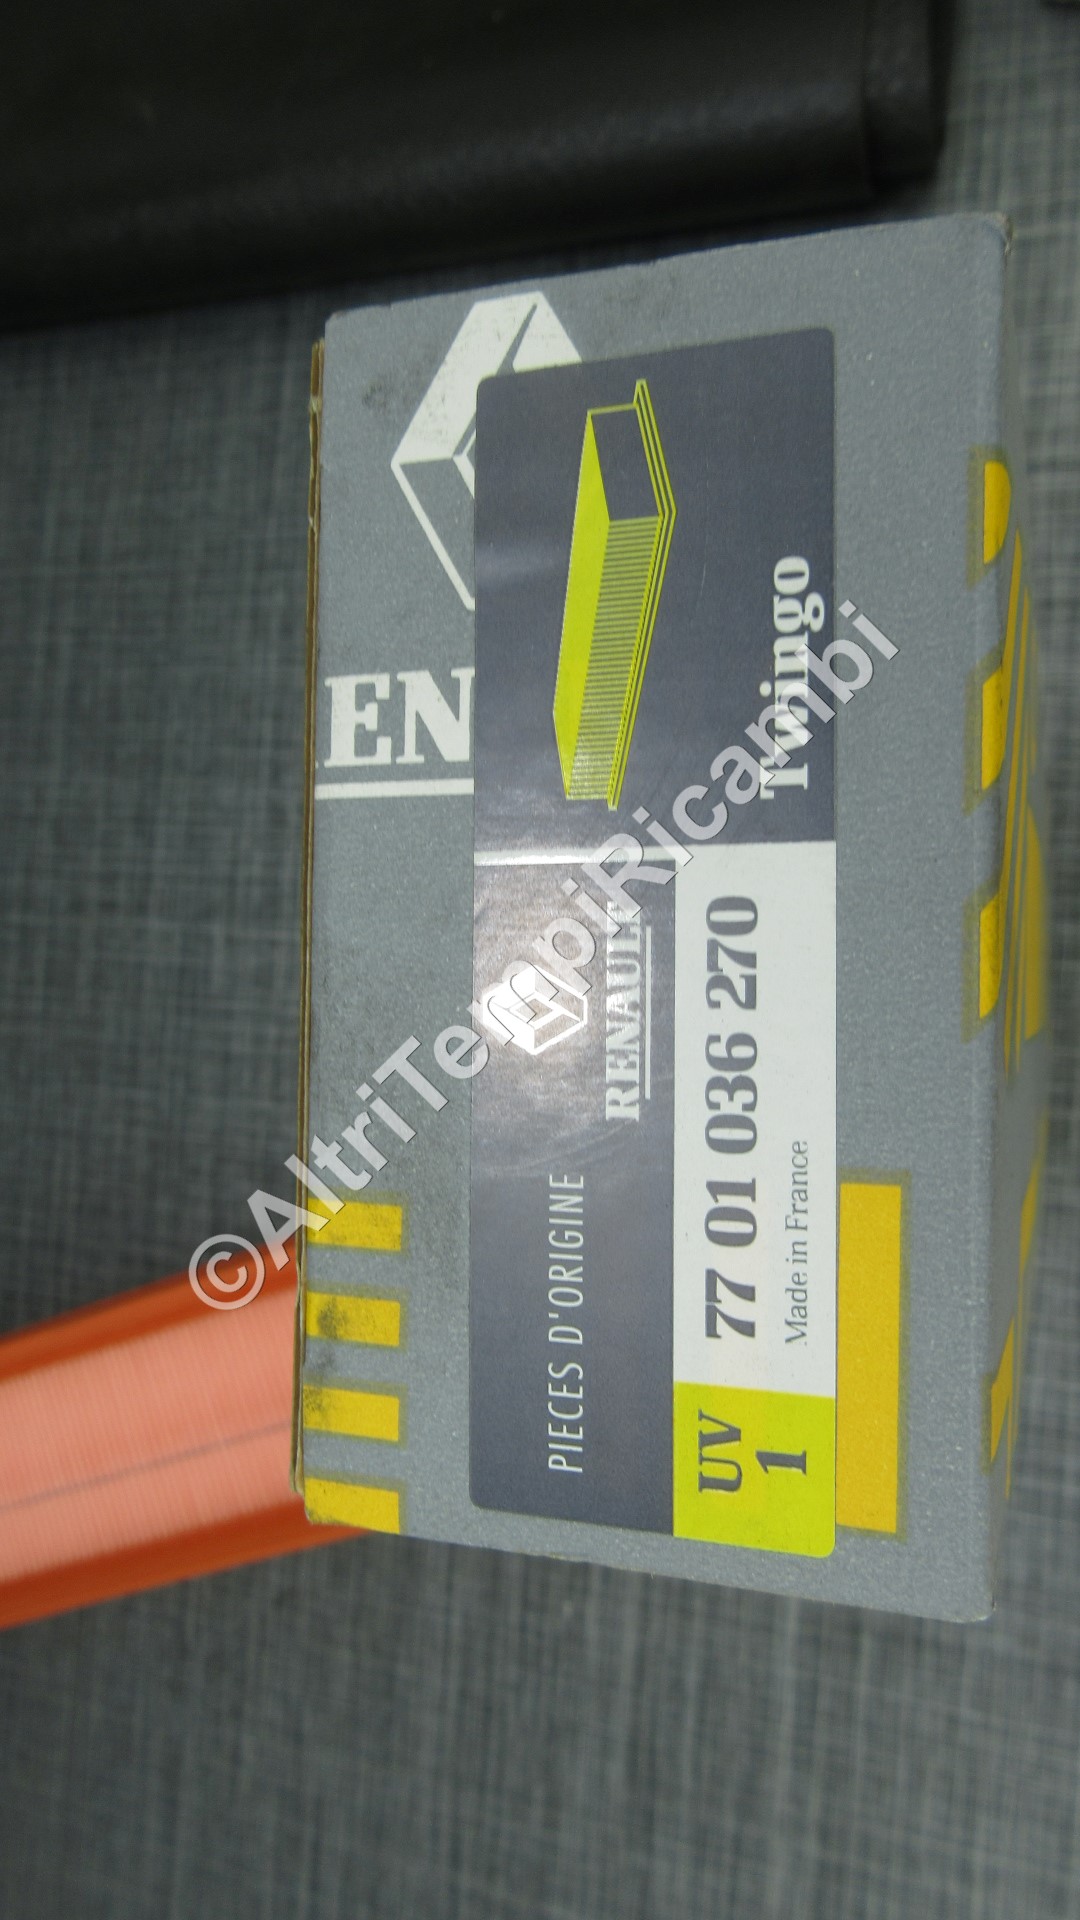 EN
PIECES D'ORIGINE
RENAULT
Twingo
UV
1
77 01 036 270
Made in France
©AltriTempiRicambi